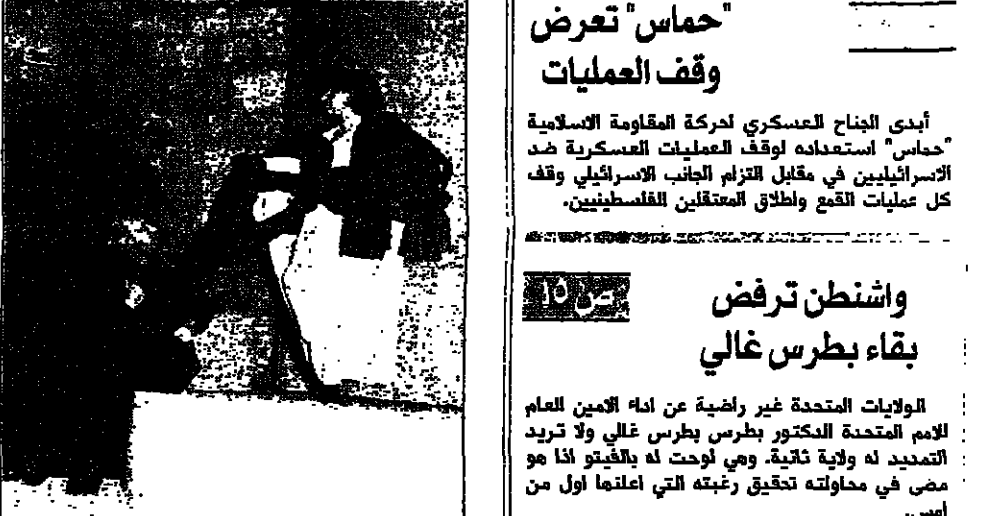 "حماس" تعرض
وقف العمليات
أبدى الجناح العسكري لحركة المقاومة الاسلامية
"حماس" استعداده لوقف العمليات العسكرية ضد
الاسرائيليين في مقابل التزام الجانب الاسرائيلي وقف
كل عمليات القمع واطلاق المعتقلين الفلسطينيين.
واشنطن ترفض
بقاء بطرس غالي
ص ١٥
الولايات المتحدة غير راضية عن اداء الامين العام
للامم المتحدة الدكتور بطرس بطرس غالي ولا تريد
التمديد له ولاية ثانية. وهي لوحت له بالفيتو اذا هو
مضى في محاولته تحقيق رغبته التي اعلنها اول من
امس.